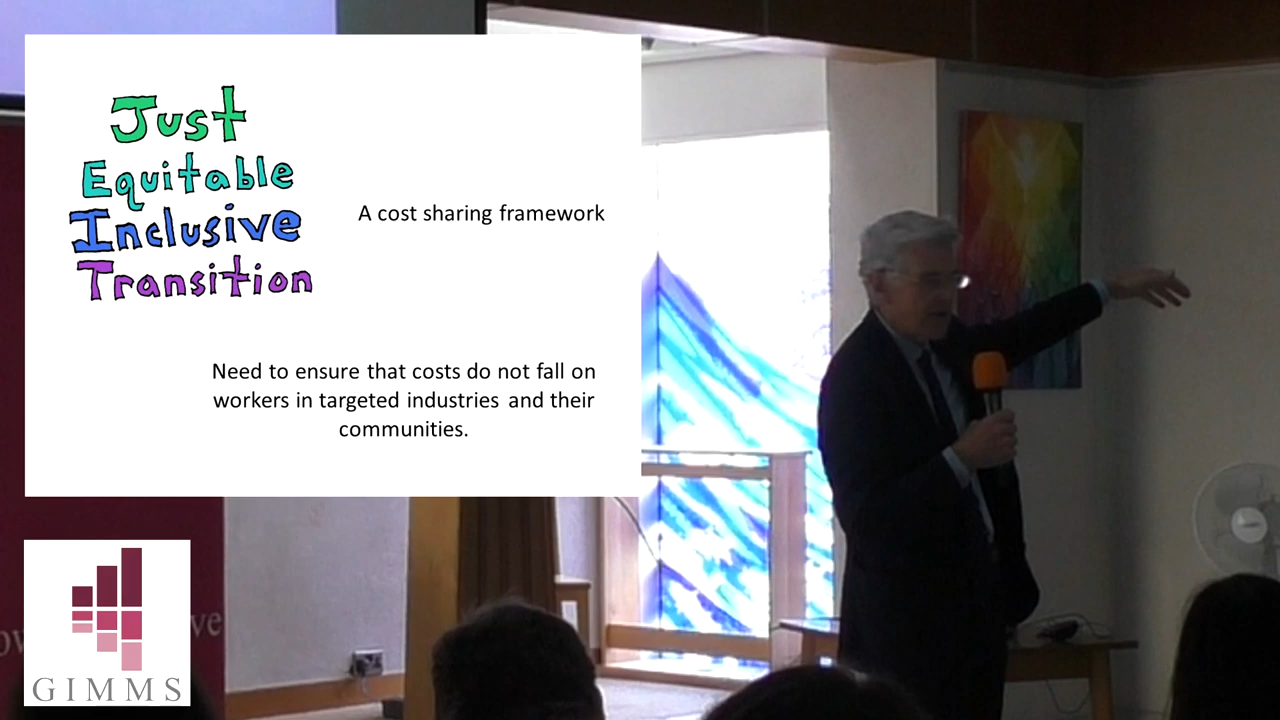 Just
Equitable
Inclusive
Transition
A cost sharing framework
Need to ensure that costs do not fall on
workers in targeted industries and their
communities.
GIMMS